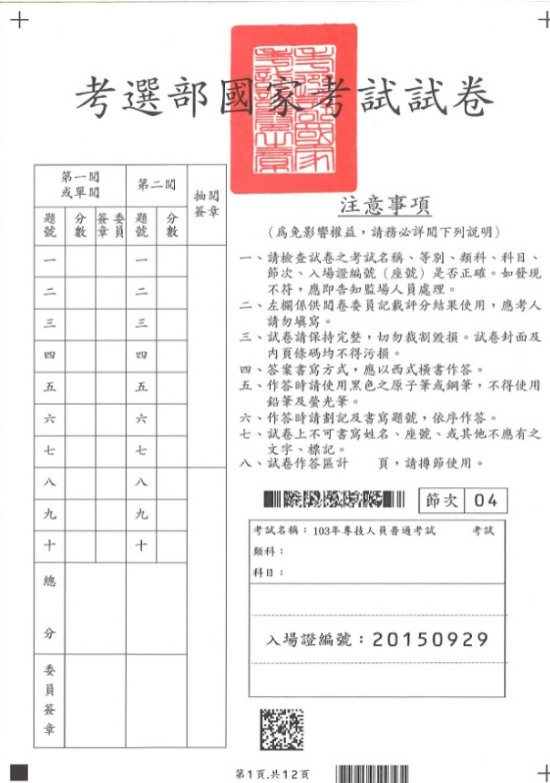 考選部國家考試試卷
第一閱
或單閱
第二閱
抽閱
簽章
題號
分數
簽章
委員
題號
分數
一
一
二
二
三
三
四
四
五
五
六
六
七
七
八
八
九
九
十
十
總分
委員簽章
注意事項
(為免影響權益，請務必詳閱下列說明)
一、請檢查試卷之考試名稱、等別、類科、科目、
節次、入場證編號（座號）是否正確。如發現
不符，應即告知監場人員處理。
二、左欄係供閱卷委員記載評分結果使用，應考人
請勿填寫。
三、試卷請保持完整，切勿裁割毀損。試卷封面及
內頁條碼均不得污損。
四、答案書寫方式，應以西式橫書作答。
五、作答時請使用黑色之原子筆或鋼筆，不得使用
鉛筆及螢光筆。
六、作答時請劃記及書寫題號，依序作答。
七、試卷上不可書寫姓名、座號、或其他不應有之
文字、標記。
八、試卷作答區計　　頁，請撙節使用。
節次 04
考試名稱：103年專技人員普通考試　　考試
類科：
科目：
入場證編號：20150929
第1頁,共12頁